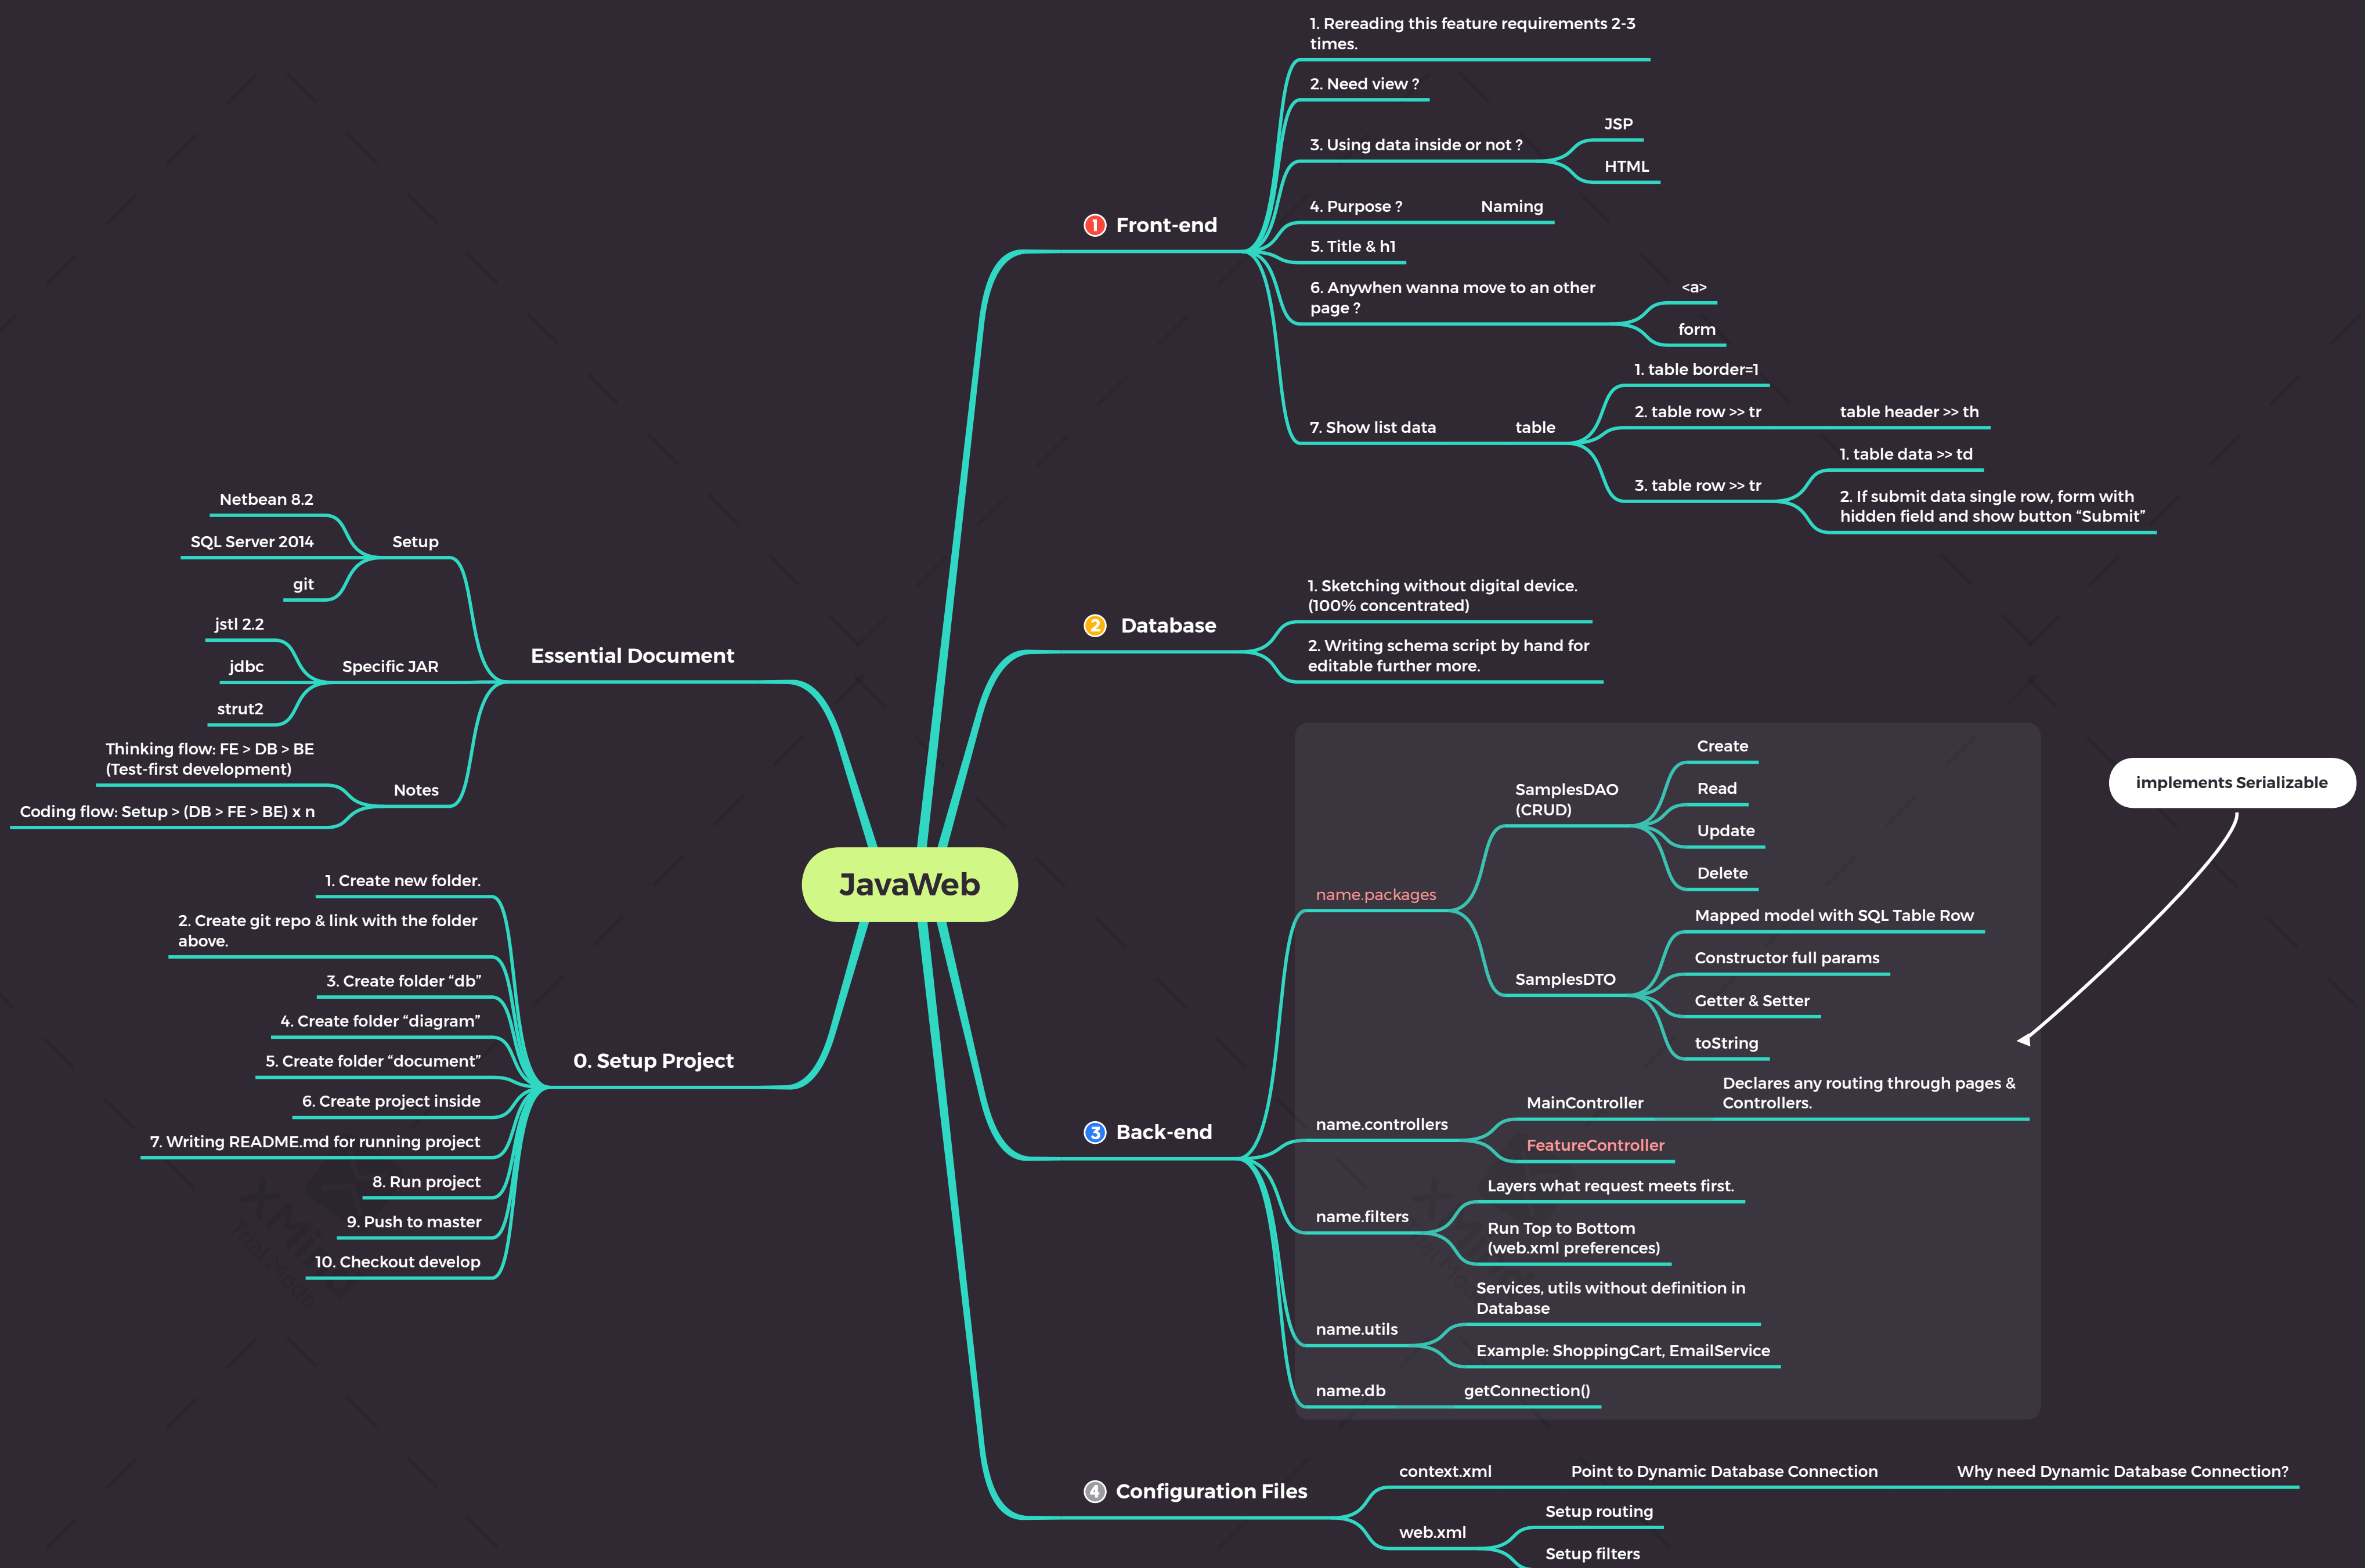 JavaWeb
Essential Document
Setup
Netbean 8.2
SQL Server 2014
git
Specific JAR
jstl 2.2
jdbc
strut2
Notes
Thinking flow: FE > DB > BE
(Test-first development)
Coding flow: Setup > (DB > FE > BE) x n
0. Setup Project
1. Create new folder.
2. Create git repo & link with the folder
above.
3. Create folder “db”
4. Create folder “diagram”
5. Create folder “document”
6. Create project inside
7. Writing README.md for running project
8. Run project
9. Push to master
10. Checkout develop
1 Front-end
1. Rereading this feature requirements 2-3
times.
2. Need view ?
3. Using data inside or not ?
JSP
HTML
4. Purpose ?
Naming
5. Title & h1
6. Anywhen wanna move to an other
page ?
<a>
form
7. Show list data
table
1. table border=1
2. table row >> tr
table header >> th
3. table row >> tr
1. table data >> td
2. If submit data single row, form with
hidden field and show button “Submit”
2 Database
1. Sketching without digital device.
(100% concentrated)
2. Writing schema script by hand for
editable further more.
3 Back-end
name.packages
SamplesDAO
(CRUD)
Create
Read
Update
Delete
SamplesDTO
Mapped model with SQL Table Row
Constructor full params
Getter & Setter
toString
implements Serializable
name.controllers
MainController
Declares any routing through pages &
Controllers.
FeatureController
name.filters
Layers what request meets first.
Run Top to Bottom
(web.xml preferences)
name.utils
Services, utils without definition in
Database
Example: ShoppingCart, EmailService
name.db
getConnection()
4 Configuration Files
context.xml
Point to Dynamic Database Connection
Why need Dynamic Database Connection?
web.xml
Setup routing
Setup filters
XMind
Trial Mode
XMind
Trial Mode